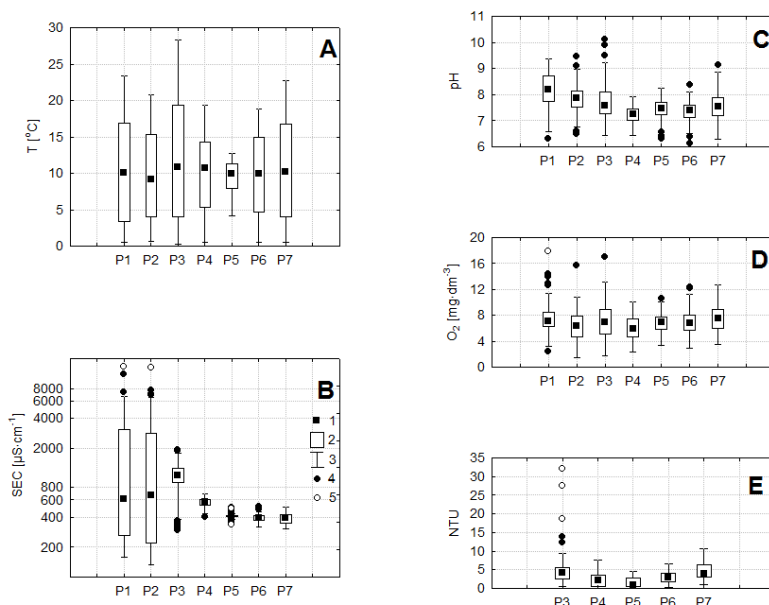 A
30
25
20
15
10
5
0
T [°C]
P1 P2 P3 P4 P5 P6 P7
B
8000
6000
4000
2000
800
600
400
200
SEC [µS·cm⁻¹]
1
2
3
4
5
P1 P2 P3 P4 P5 P6 P7
C
11
10
9
8
7
6
pH
P1 P2 P3 P4 P5 P6 P7
D
20
16
12
8
4
0
O₂ [mg·dm⁻³]
P1 P2 P3 P4 P5 P6 P7
E
35
30
25
20
15
10
5
0
NTU
P3 P4 P5 P6 P7